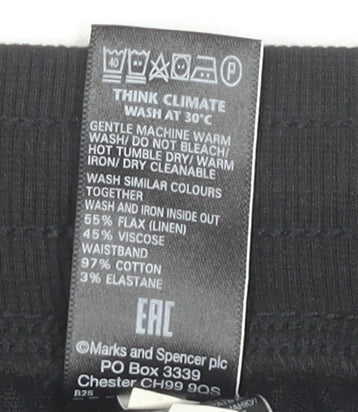 40
P
THINK CLIMATE
WASH AT 30°C
GENTLE MACHINE WARM
WASH/ DO NOT BLEACH/
HOT TUMBLE DRY/ WARM
IRON/ DRY CLEANABLE
WASH SIMILAR COLOURS
TOGETHER
WASH AND IRON INSIDE OUT
55% FLAX (LINEN)
45% VISCOSE
WAISTBAND
97% COTTON
3% ELASTANE
EAC
©Marks and Spencer plc
PO Box 3339
Chester CH99 9QS